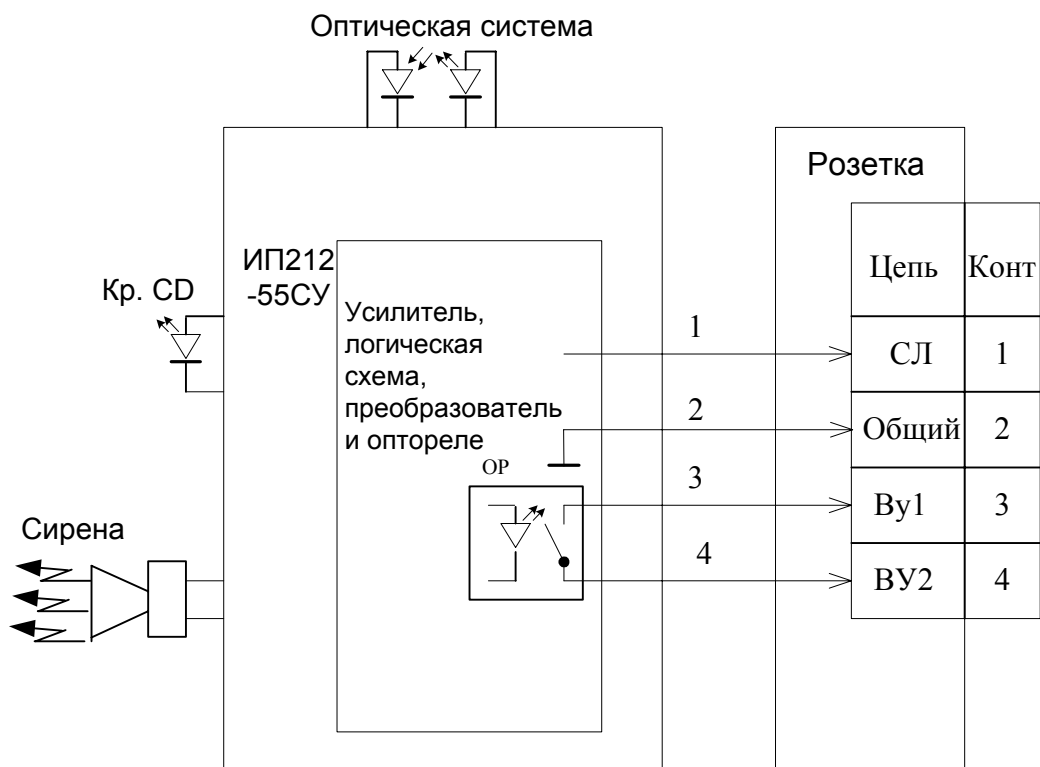 Оптическая система
Розетка
ИП212
-55СУ
Кр. CD
Усилитель,
логическая
схема,
преобразователь
и оптореле
ОР
Сирена
1
2
3
4
Цепь Конт
СЛ 1
Общий 2
Ву1 3
ВУ2 4